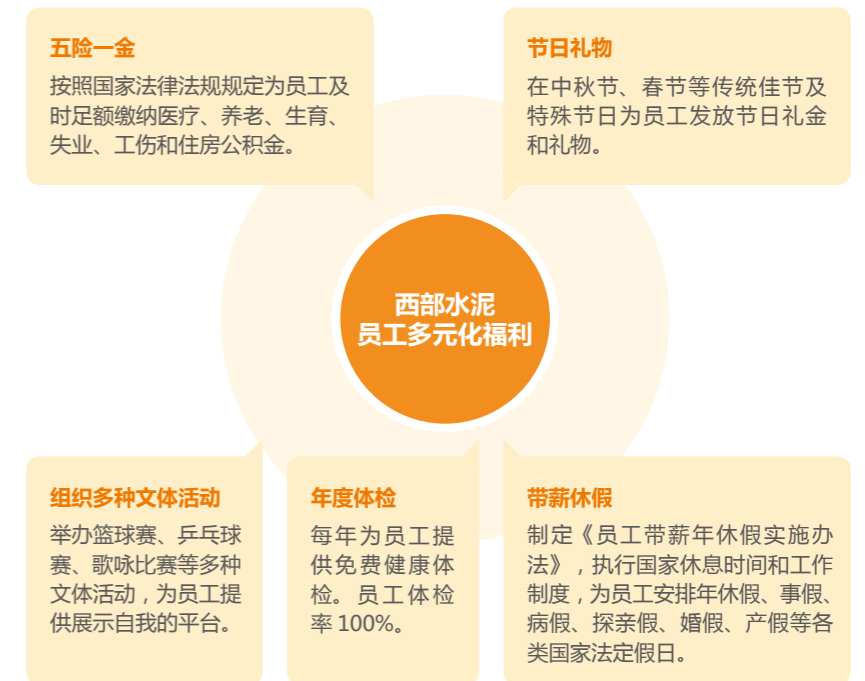 五险一金
按照国家法律法规规定为员工及
时足额缴纳医疗、养老、生育、
失业、工伤和住房公积金。
节日礼物
在中秋节、春节等传统佳节及
特殊节日为员工发放节日礼金
和礼物。
西部水泥
员工多元化福利
组织多种文体活动
举办篮球赛、乒乓球
赛、歌咏比赛等多种
文体活动，为员工提
供展示自我的平台。
年度体检
每年为员工提
供免费健康体
检。员工体检
率 100%。
带薪休假
制定《员工带薪年休假实施办
法》，执行国家休息时间和工作
制度，为员工安排年休假、事假、
病假、探亲假、婚假、产假等各
类国家法定假日。